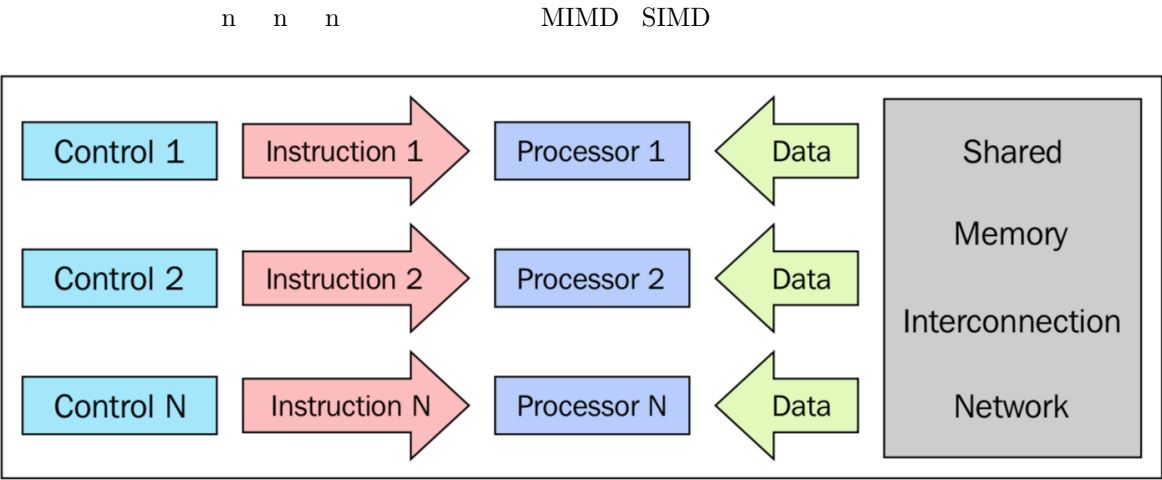 n n n MIMD SIMD
Control 1 Instruction 1 Processor 1 Data Shared
Memory
Control 2 Instruction 2 Processor 2 Data
Interconnection
Control N Instruction N Processor N Data Network